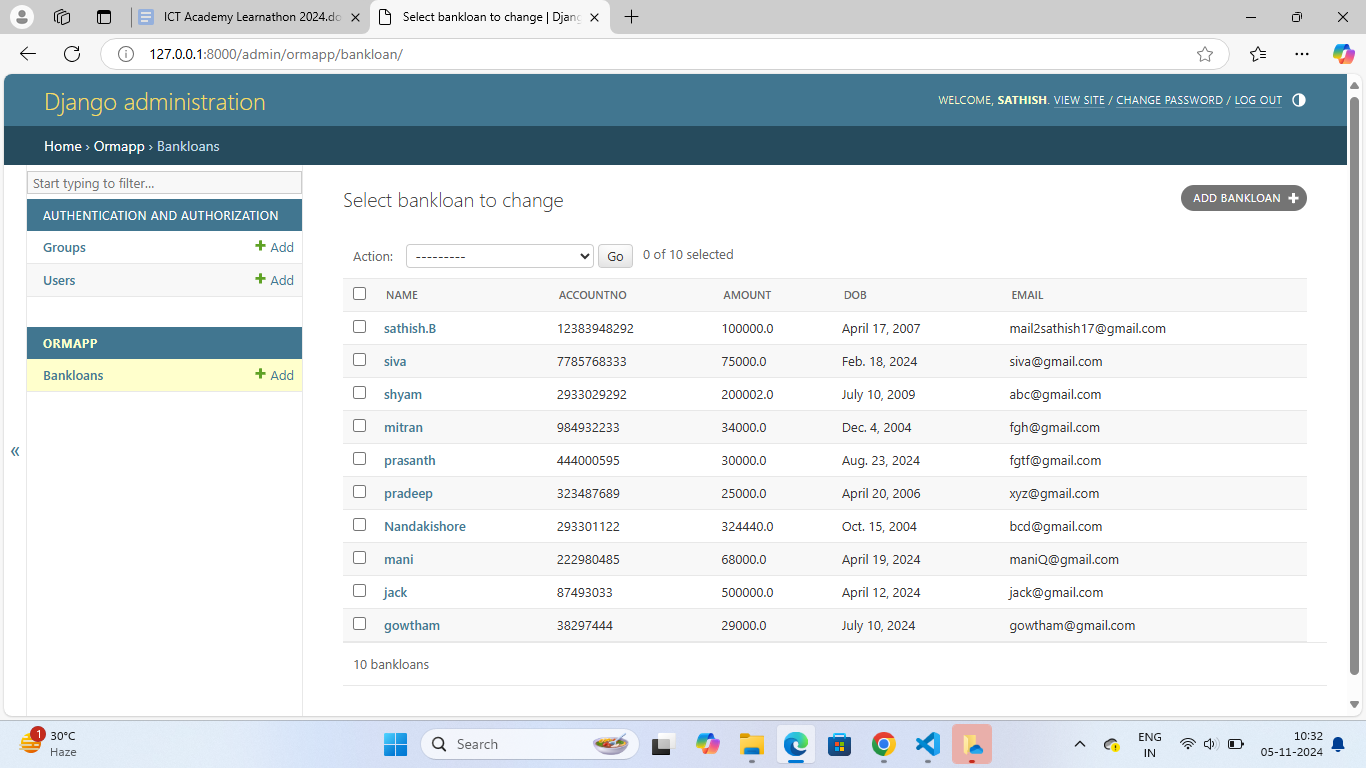 ICT Academy Learnathon 2024.do
Select bankloan to change | Djang
127.0.0.1:8000/admin/ormapp/bankloan/
Django administration
WELCOME, SATHISH. VIEW SITE / CHANGE PASSWORD / LOG OUT
Home › Ormapp › Bankloans
Start typing to filter...
AUTHENTICATION AND AUTHORIZATION
Groups + Add
Users + Add
ORMAPP
Bankloans + Add
«
Select bankloan to change
ADD BANKLOAN +
Action: --------- Go 0 of 10 selected
NAME ACCOUNTNO AMOUNT DOB EMAIL
sathish.B 12383948292 100000.0 April 17, 2007 mail2sathish17@gmail.com
siva 7785768333 75000.0 Feb. 18, 2024 siva@gmail.com
shyam 2933029292 200002.0 July 10, 2009 abc@gmail.com
mitran 984932233 34000.0 Dec. 4, 2004 fgh@gmail.com
prasanth 444000595 30000.0 Aug. 23, 2024 fgtf@gmail.com
pradeep 323487689 25000.0 April 20, 2006 xyz@gmail.com
Nandakishore 293301122 324440.0 Oct. 15, 2004 bcd@gmail.com
mani 222980485 68000.0 April 19, 2024 maniQ@gmail.com
jack 87493033 500000.0 April 12, 2024 jack@gmail.com
gowtham 38297444 29000.0 July 10, 2024 gowtham@gmail.com
10 bankloans
1
30°C
Haze
Search
ENG
IN
10:32
05-11-2024